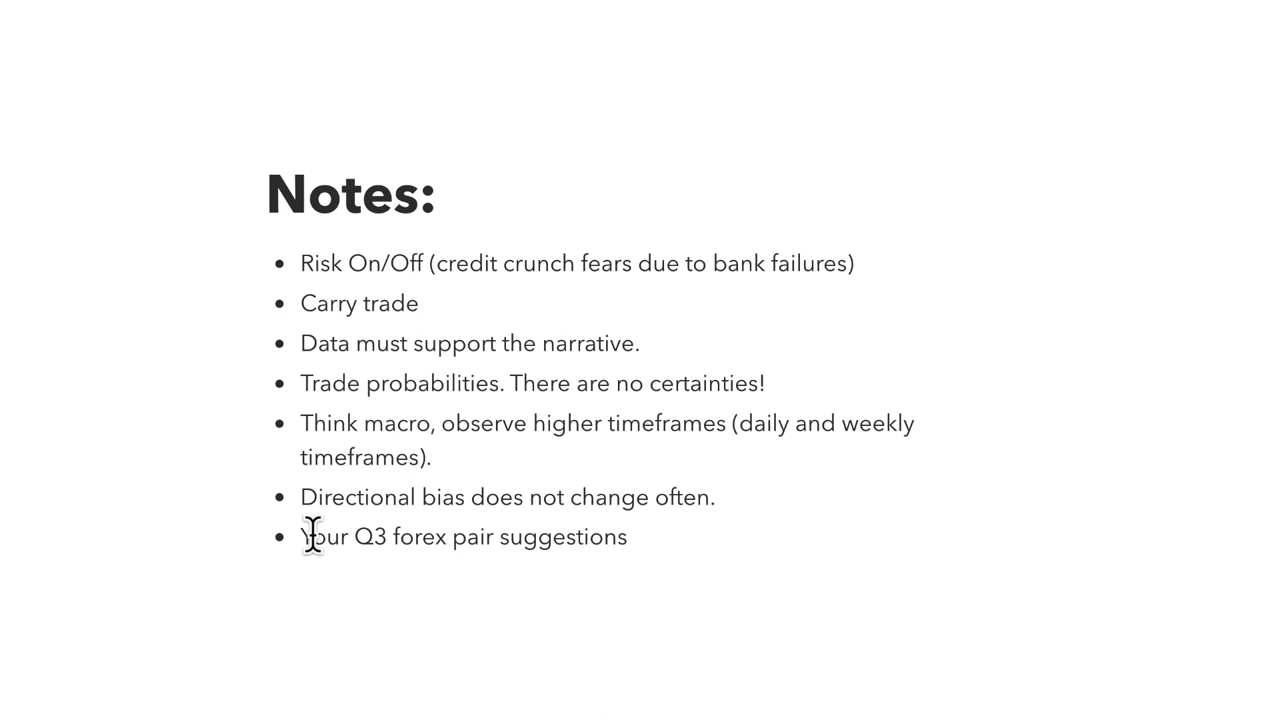 Notes:
• Risk On/Off (credit crunch fears due to bank failures)
• Carry trade
• Data must support the narrative.
• Trade probabilities. There are no certainties!
• Think macro, observe higher timeframes (daily and weekly
timeframes).
• Directional bias does not change often.
• Your Q3 forex pair suggestions